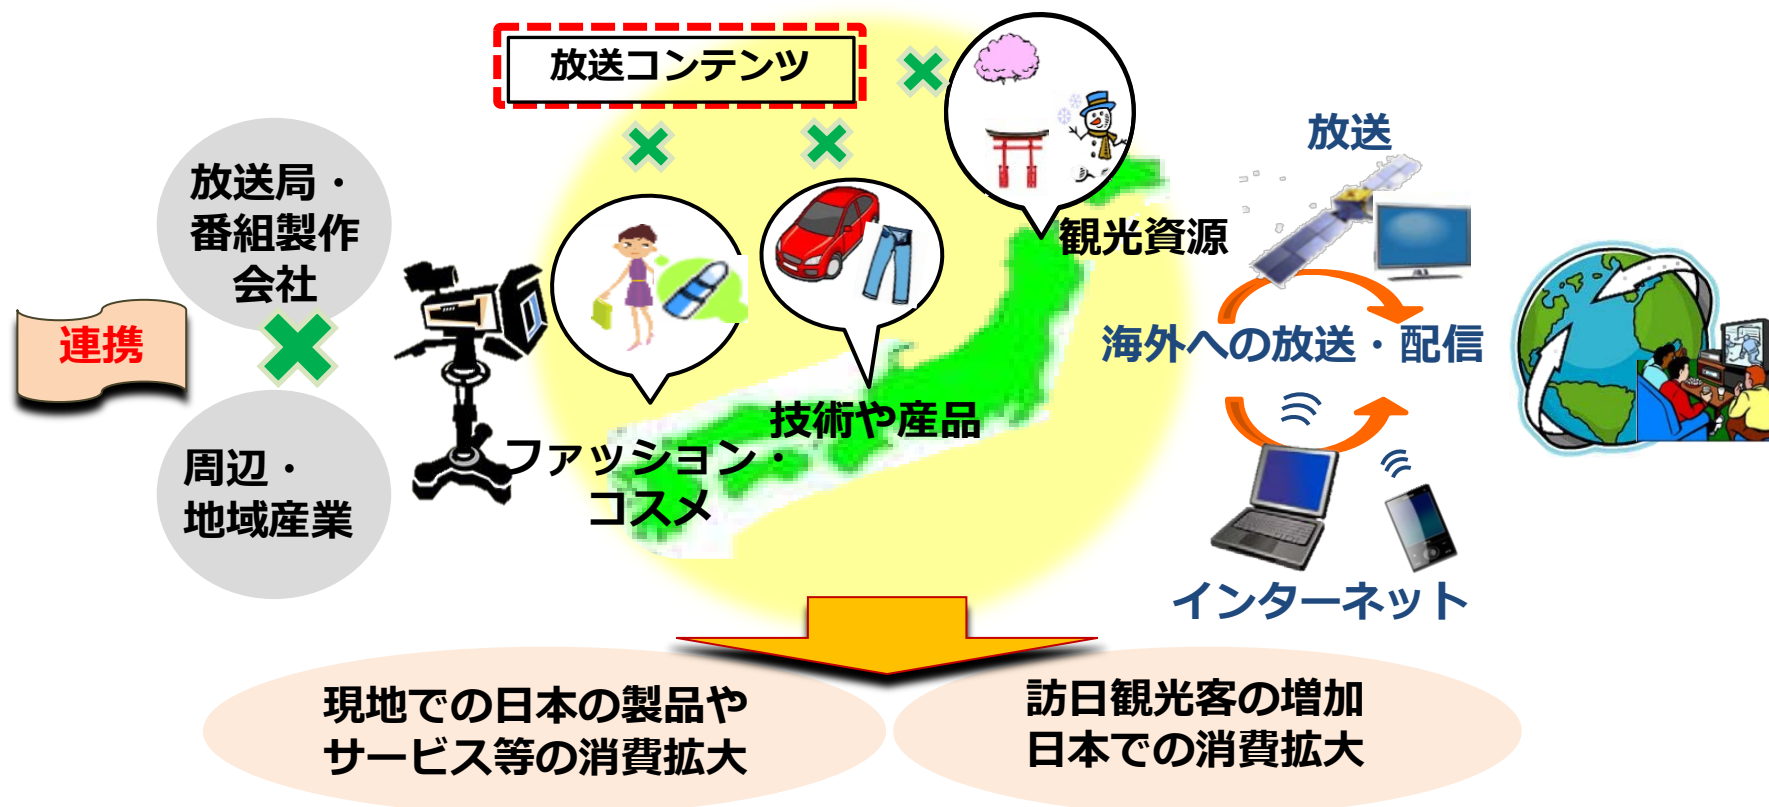 放送コンテンツ
放送局・
番組製作
会社
連携
周辺・
地域産業
ファッション・
コスメ
技術や産品
観光資源
放送
海外への放送・配信
インターネット
現地での日本の製品や
サービス等の消費拡大
訪日観光客の増加
日本での消費拡大